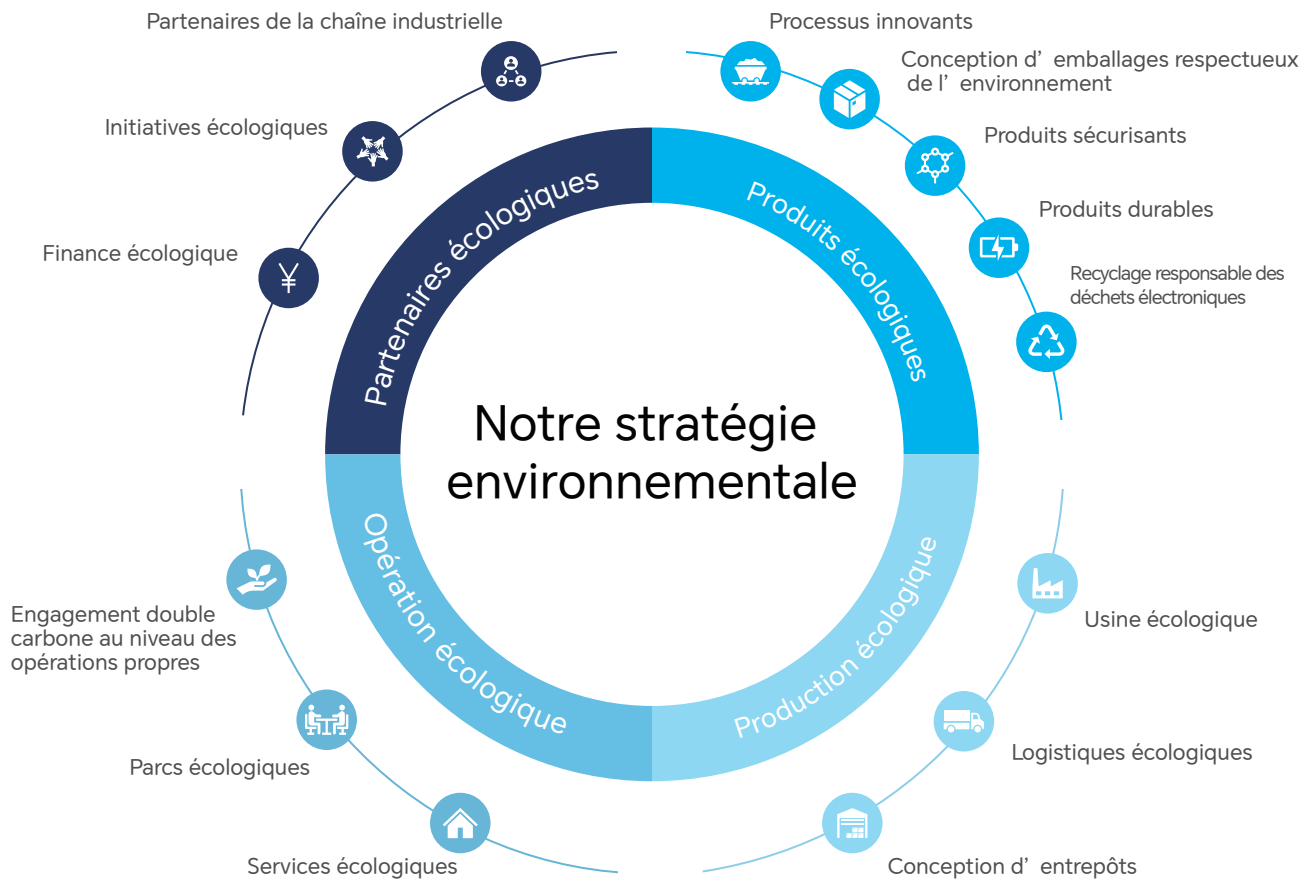 Partenaires de la chaîne industrielle
Initiatives écologiques
Finance écologique
Partenaires écologiques
Processus innovants
Conception d’ emballages respectueux
de l’ environnement
Produits sécurisants
Produits durables
Recyclage responsable des
déchets électroniques
Produits écologiques
Notre stratégie
environnementale
Opération écologique
Engagement double
carbone au niveau des
opérations propres
Parcs écologiques
Services écologiques
Production écologique
Usine écologique
Logistiques écologiques
Conception d’ entrepôts